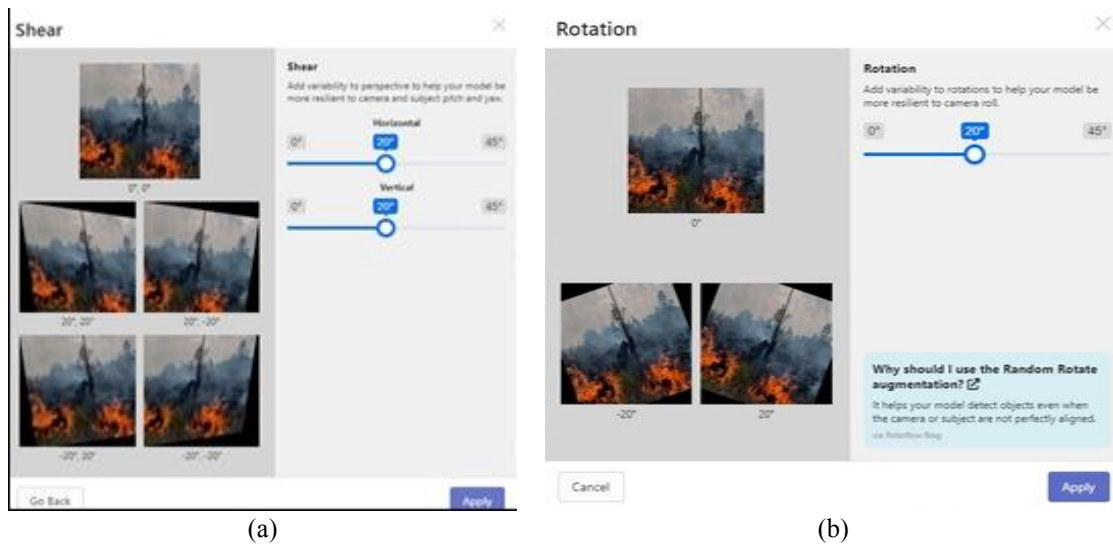 Shear
Shear
Add variability to perspective to help your model be
more resilient to camera and subject pitch and yaw.
Horizontal
0° 20° 45°
Vertical
0° 20° 45°
0°, 0°
20°, 20° 20°, -20°
-20°, 20° -20°, -20°
Go Back Apply
(a)
Rotation
Rotation
Add variability to rotations to help your model be
more resilient to camera roll.
0° 20° 45°
0°
-20° 20°
Why should I use the Random Rotate
augmentation?
It helps your model detect objects even when
the camera or subject are not perfectly aligned.
via Roboflow Blog
Cancel Apply
(b)